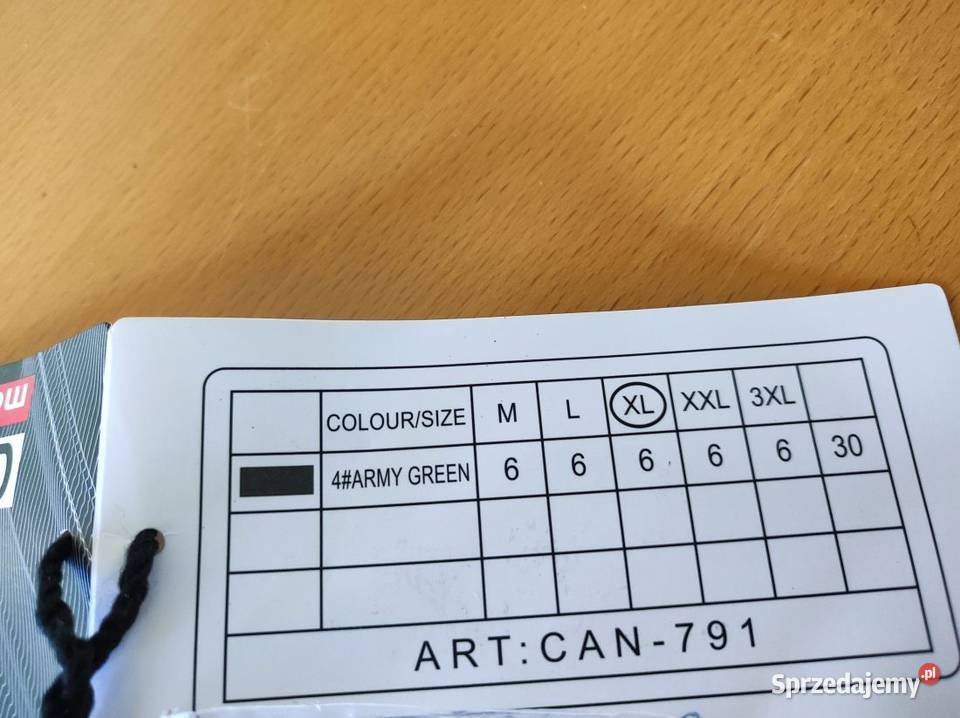 COLOUR/SIZE M L XL XXL 3XL
4#ARMY GREEN 6 6 6 6 6 30
ART:CAN-791
Sprzedajemy.pl